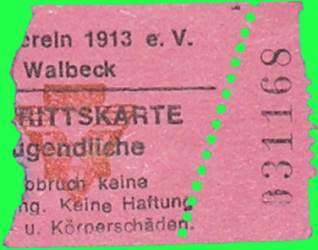 erein 1913 e. V.
Walbeck
RITTSKARTE
ugendliche
bbruch keine
ng. Keine Haftung
u. Körperschäden.
031168